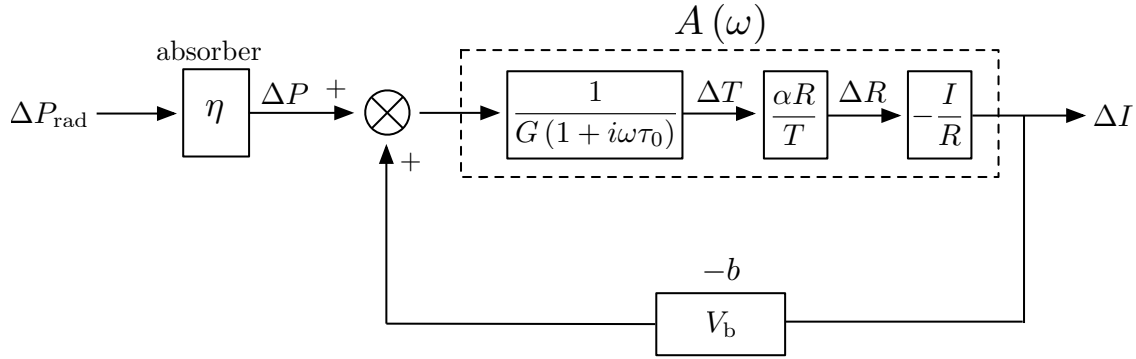 A (ω)
absorber
ΔP_rad
η
ΔP
+
1
G (1 + iωτ_0)
ΔT
αR
T
ΔR
− I
R
ΔI
+
−b
V_b